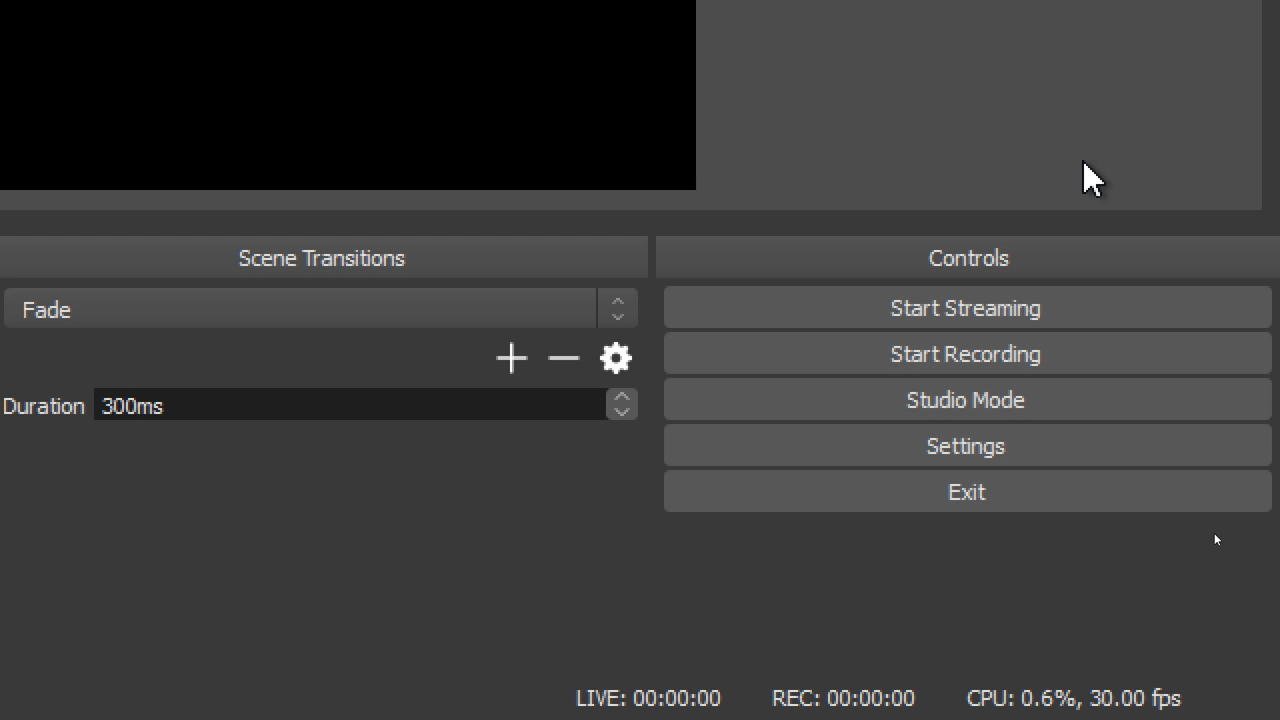 Scene Transitions
Controls
Fade
Duration 300ms
Start Streaming
Start Recording
Studio Mode
Settings
Exit
LIVE: 00:00:00 REC: 00:00:00 CPU: 0.6%, 30.00 fps